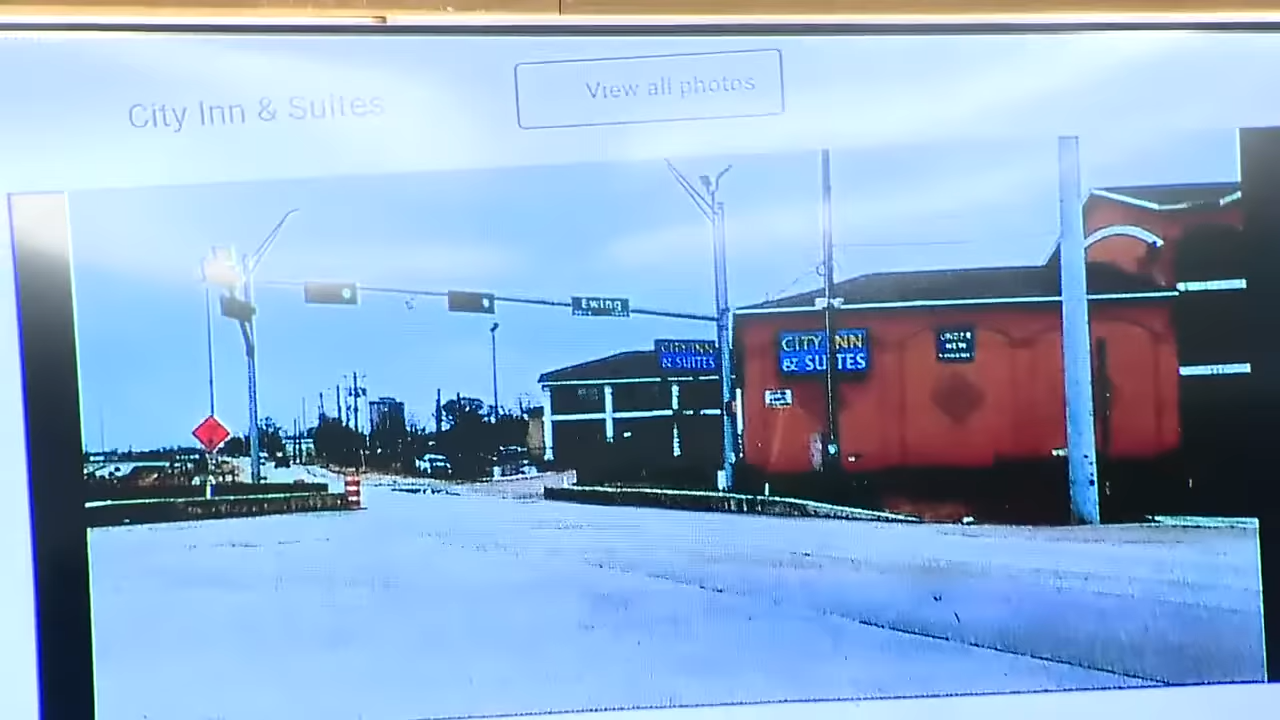 City Inn & Suites
View all photos
Ewing
CITY INN
& SUITES
CITY INN
& SUITES
UNDER
NEW